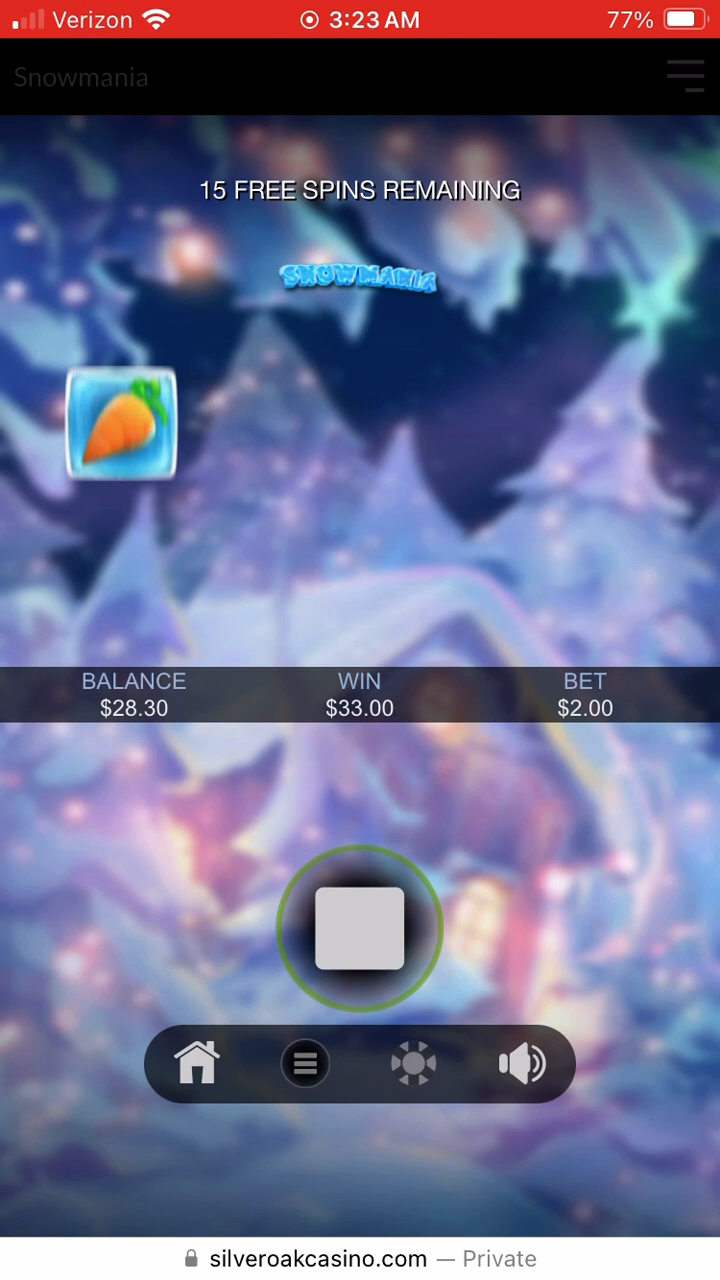 Verizon 3:23 AM 77%
Snowmania
15 FREE SPINS REMAINING
SNOWMANIA
BALANCE WIN BET
$28.30 $33.00 $2.00
silveroakcasino.com — Private